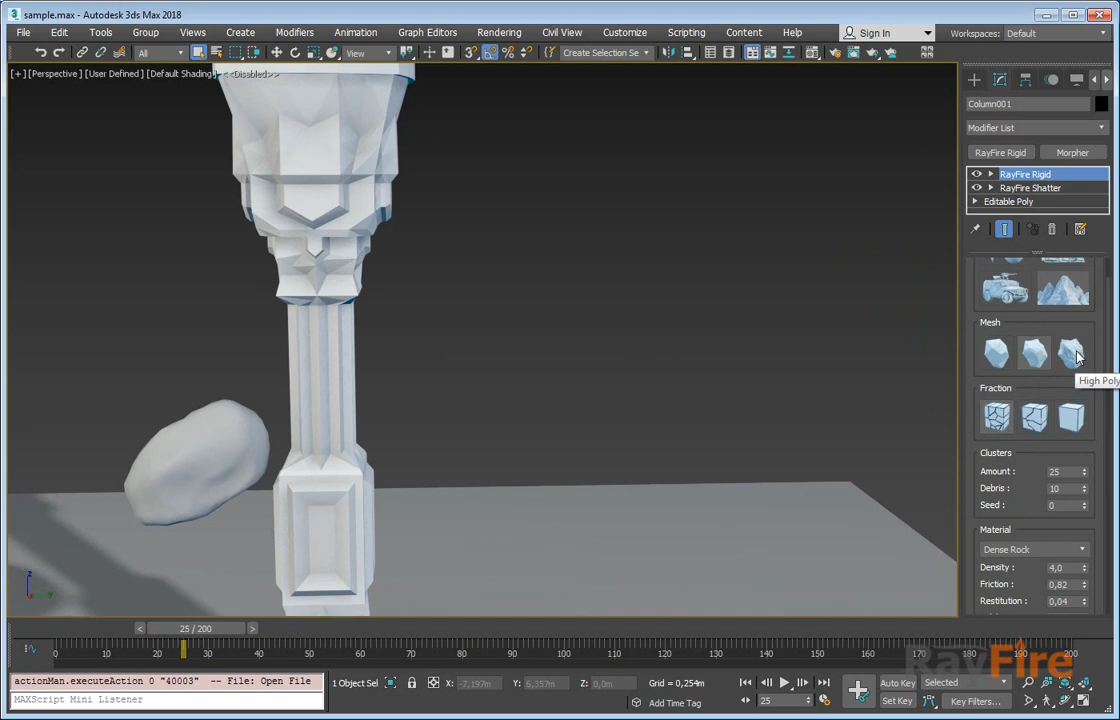 sample.max - Autodesk 3ds Max 2018
File Edit Tools Group Views Create Modifiers Animation Graph Editors Rendering Civil View Customize Scripting Content Help Sign In Workspaces: Default
All View Create Selection Se
[+] [Perspective] [User Defined] [Default Shading] <<Disabled>>
Column001
Modifier List
RayFire Rigid Morpher
RayFire Rigid
RayFire Shatter
Editable Poly
Mesh
High Poly
Fraction
Clusters
Amount : 25
Debris : 10
Seed : 0
Material
Dense Rock
Density : 4,0
Friction : 0,82
Restitution : 0,04
< 25 / 200 >
0 10 20 30 40 50 60 70 80 90 100 110 120 130 140 150 160 170 180 190 200
RayFire
actionMan.executeAction 0 "40003" -- File: Open File
MAXScript Mini Listener
1 Object Sel X: -7,197m Y: 6,357m Z: 0,0m Grid = 0,254m
Add Time Tag
25
Auto Key Selected
Set Key Key Filters...